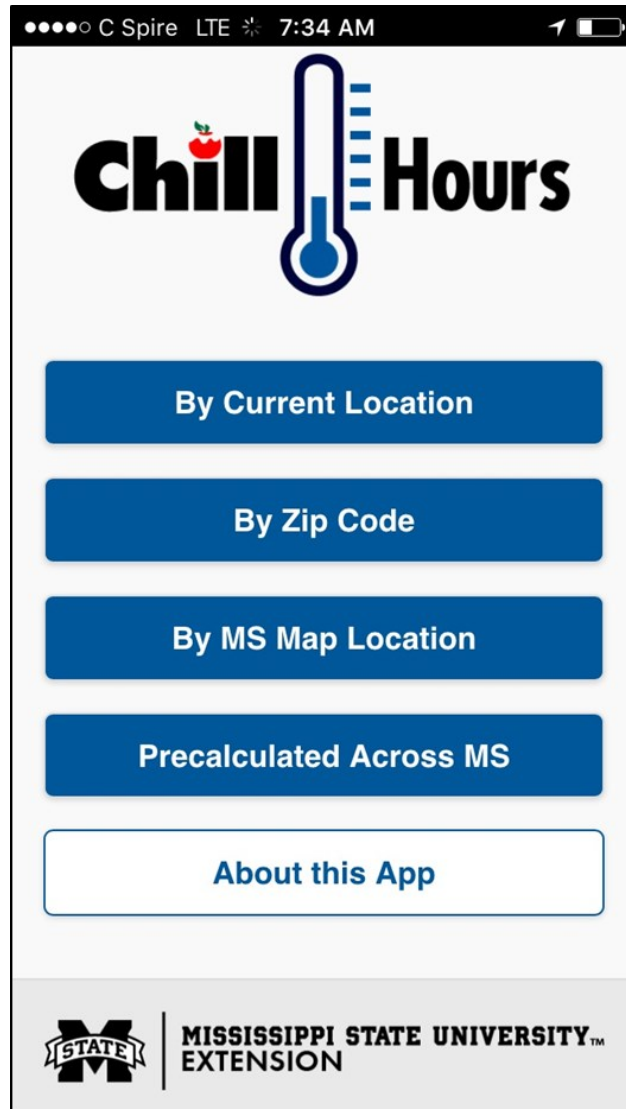 C Spire LTE 7:34 AM
Chill Hours
By Current Location
By Zip Code
By MS Map Location
Precalculated Across MS
About this App
STATE
MISSISSIPPI STATE UNIVERSITY™
EXTENSION